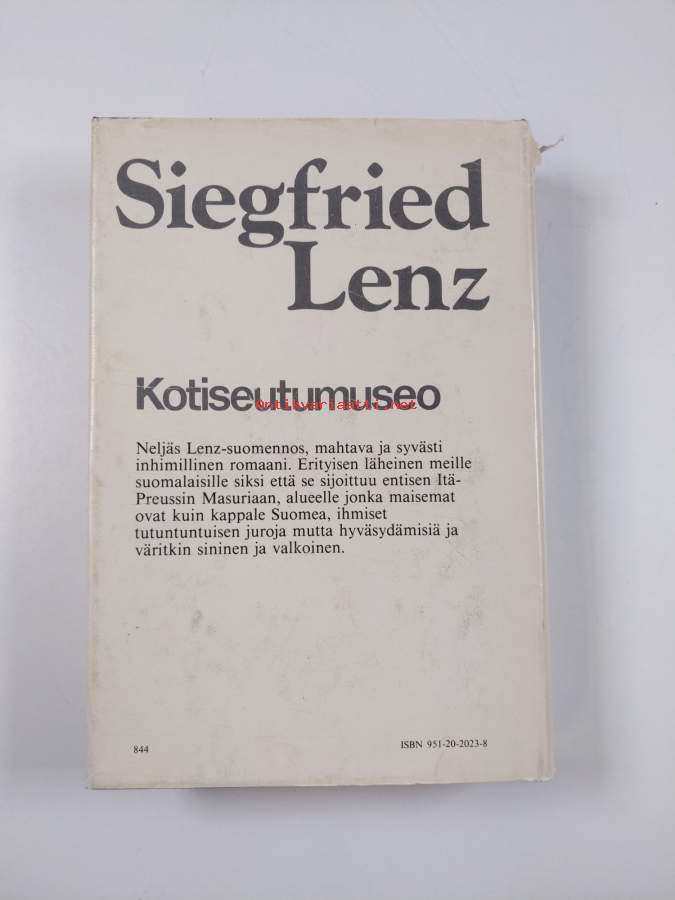 Siegfried
Lenz
Kotiseutumuseo
Antikvariaatti.net
Neljäs Lenz-suomennos, mahtava ja syvästi
inhimillinen romaani. Erityisen läheinen meille
suomalaisille siksi että se sijoittuu entisen Itä-
Preussin Masuriaan, alueelle jonka maisemat
ovat kuin kappale Suomea, ihmiset
tutuntuntuisen juroja mutta hyväsydämisiä ja
väritkin sininen ja valkoinen.
844
ISBN 951-20-2023-8